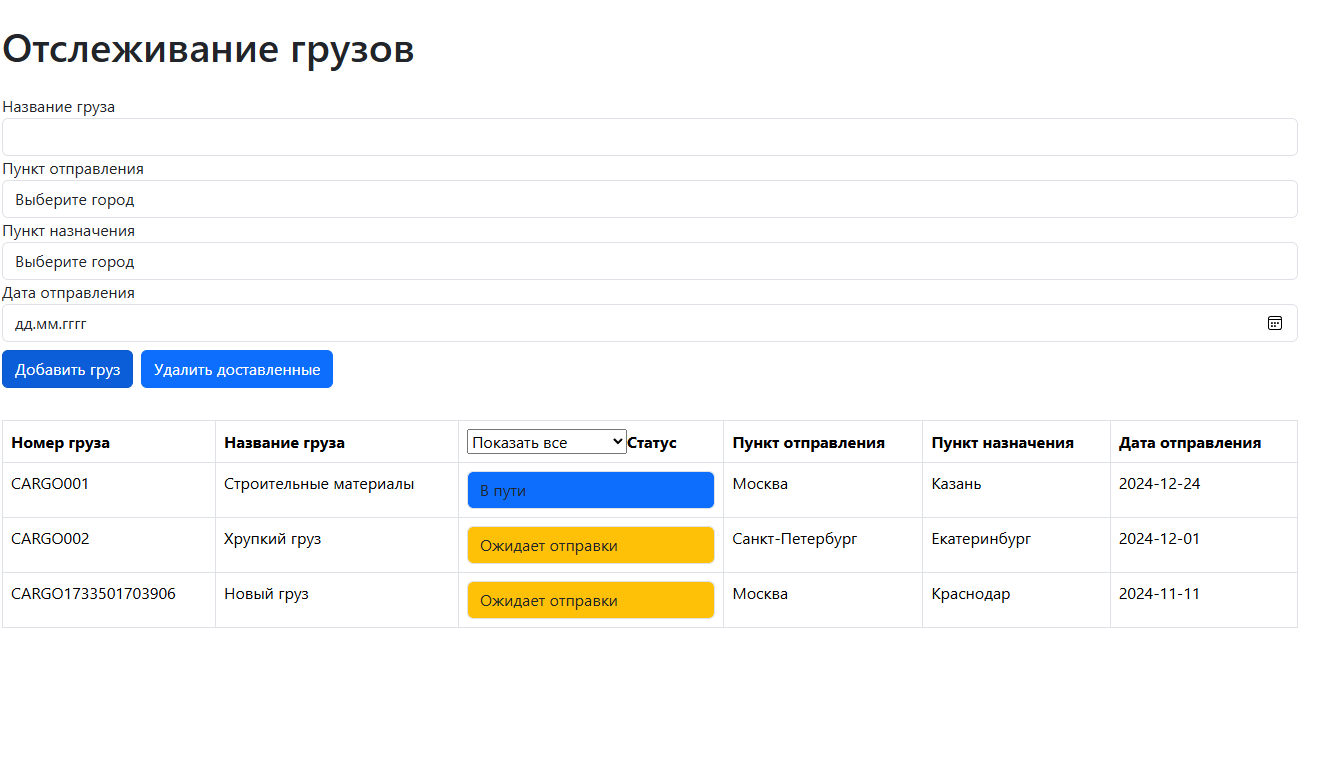 Отслеживание грузов
Название груза
Пункт отправления
Выберите город
Пункт назначения
Выберите город
Дата отправления
дд.мм.гггг
Добавить груз Удалить доставленные
Номер груза Название груза Показать все Статус Пункт отправления Пункт назначения Дата отправления
CARGO001 Строительные материалы В пути Москва Казань 2024-12-24
CARGO002 Хрупкий груз Ожидает отправки Санкт-Петербург Екатеринбург 2024-12-01
CARGO1733501703906 Новый груз Ожидает отправки Москва Краснодар 2024-11-11